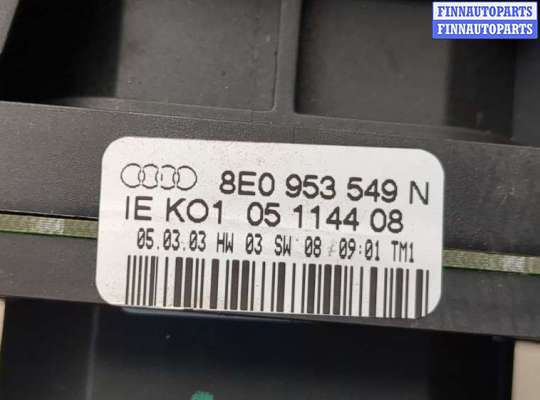 FINNAUTOPARTS
FINNAUTOPARTS
8E0 953 549 N
IE KO1 05 1144 08
05.03.03 HW 03 SW 08 09:01 TM1